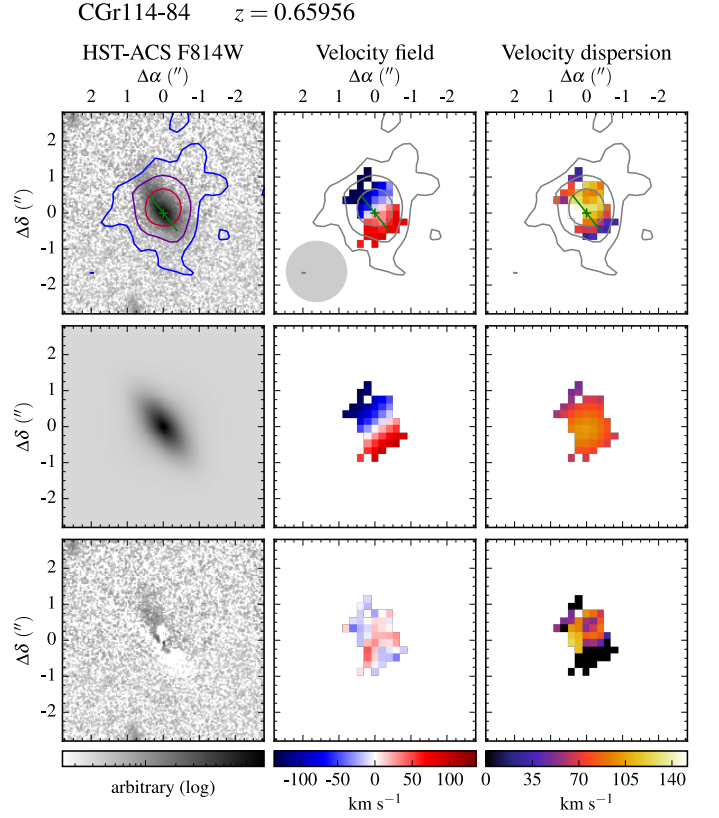 CGr114-84 z = 0.65956
HST-ACS F814W Velocity field Velocity dispersion
Δα (″) Δα (″) Δα (″)
2 1 0 -1 -2 2 1 0 -1 -2 2 1 0 -1 -2
2
1
0
-1
-2
Δδ (″)
2
1
0
-1
-2
Δδ (″)
2
1
0
-1
-2
Δδ (″)
-100 -50 0 50 100 0 35 70 105 140
arbitrary (log) km s⁻¹ km s⁻¹